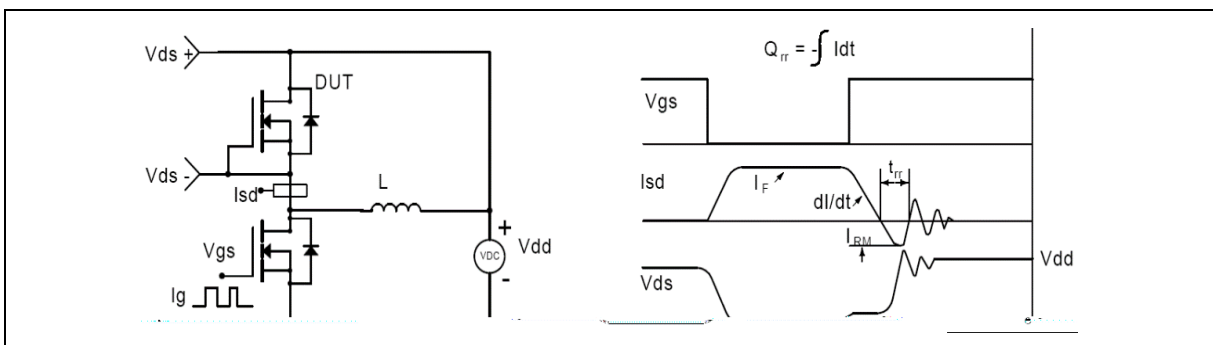 Vds +
DUT
Vds -
Isd
L
Vgs
+
VDC
Vdd
-
Ig
Q_rr = -∫ Idt
Vgs
Isd
I_F
dI/dt
t_rr
I_RM
Vds
Vdd